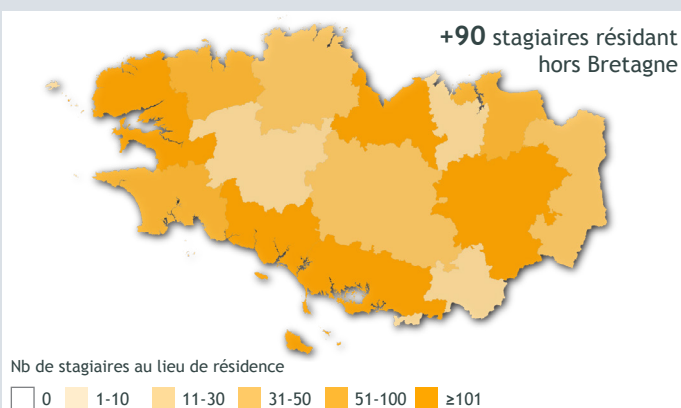 +90 stagiaires résidant
hors Bretagne
Nb de stagiaires au lieu de résidence
0 1-10 11-30 31-50 51-100 ≥101